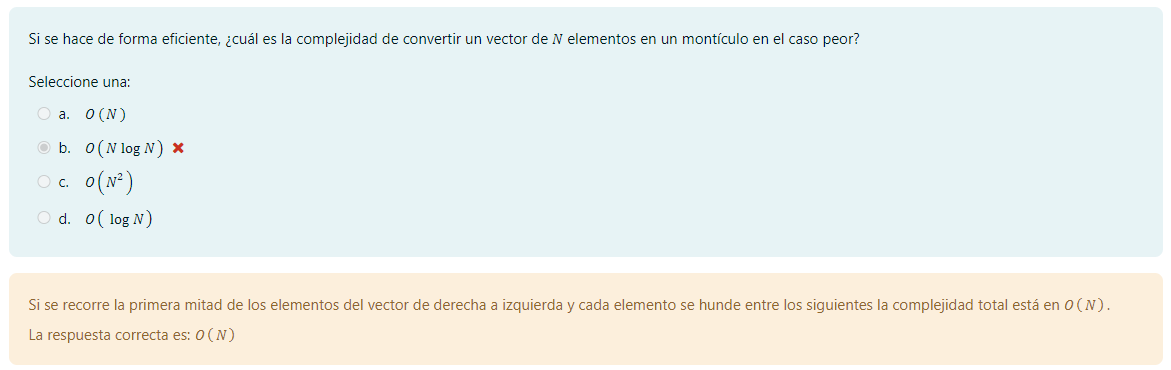 Si se hace de forma eficiente, ¿cuál es la complejidad de convertir un vector de N elementos en un montículo en el caso peor?
Seleccione una:
a. O(N)
b. O(N log N) ✖
c. O(N²)
d. O( log N)
Si se recorre la primera mitad de los elementos del vector de derecha a izquierda y cada elemento se hunde entre los siguientes la complejidad total está en O(N).
La respuesta correcta es: O(N)